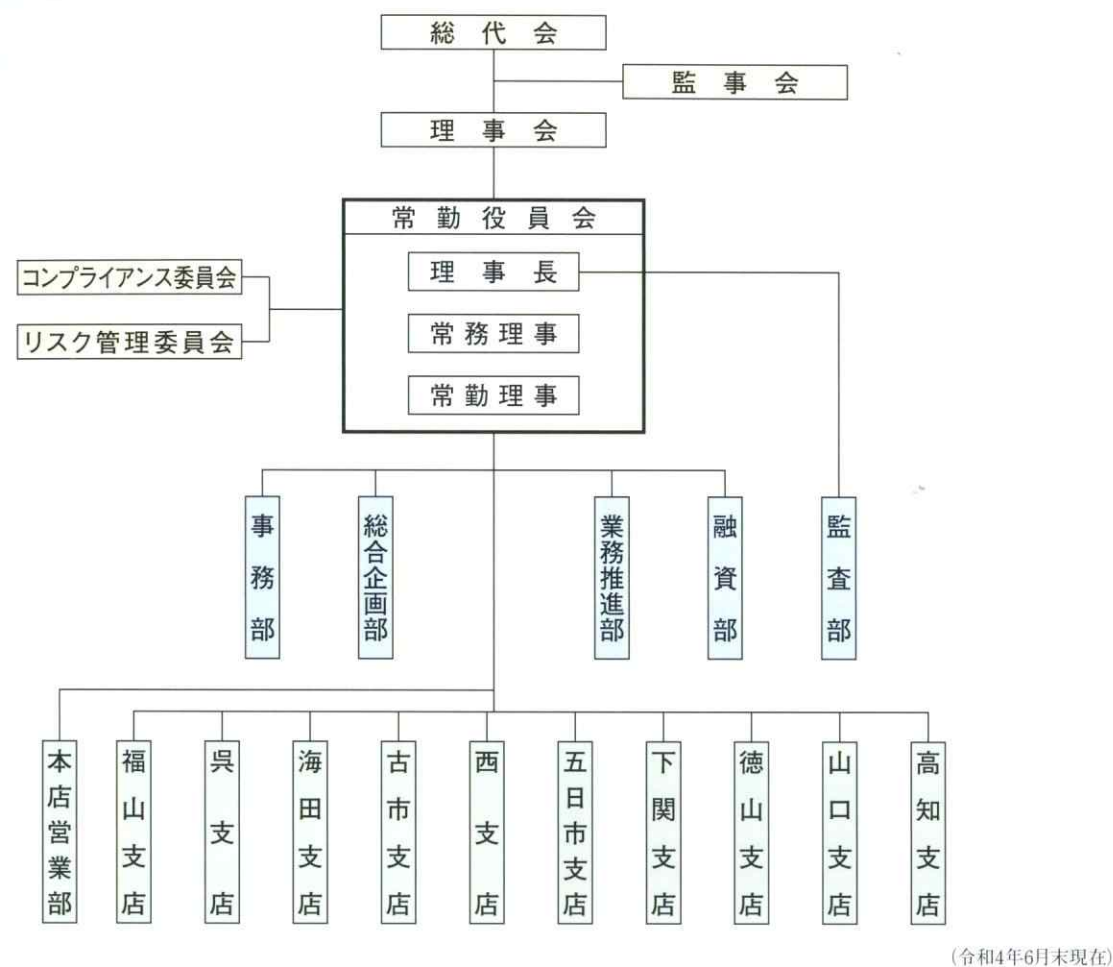 総代会
監事会
理事会
常勤役員会
理事長
常務理事
常勤理事
コンプライアンス委員会
リスク管理委員会
事務部
総合企画部
業務推進部
融資部
監査部
本店営業部
福山支店
呉支店
海田支店
古市支店
西支店
五日市支店
下関支店
徳山支店
山口支店
高知支店
(令和4年6月末現在)